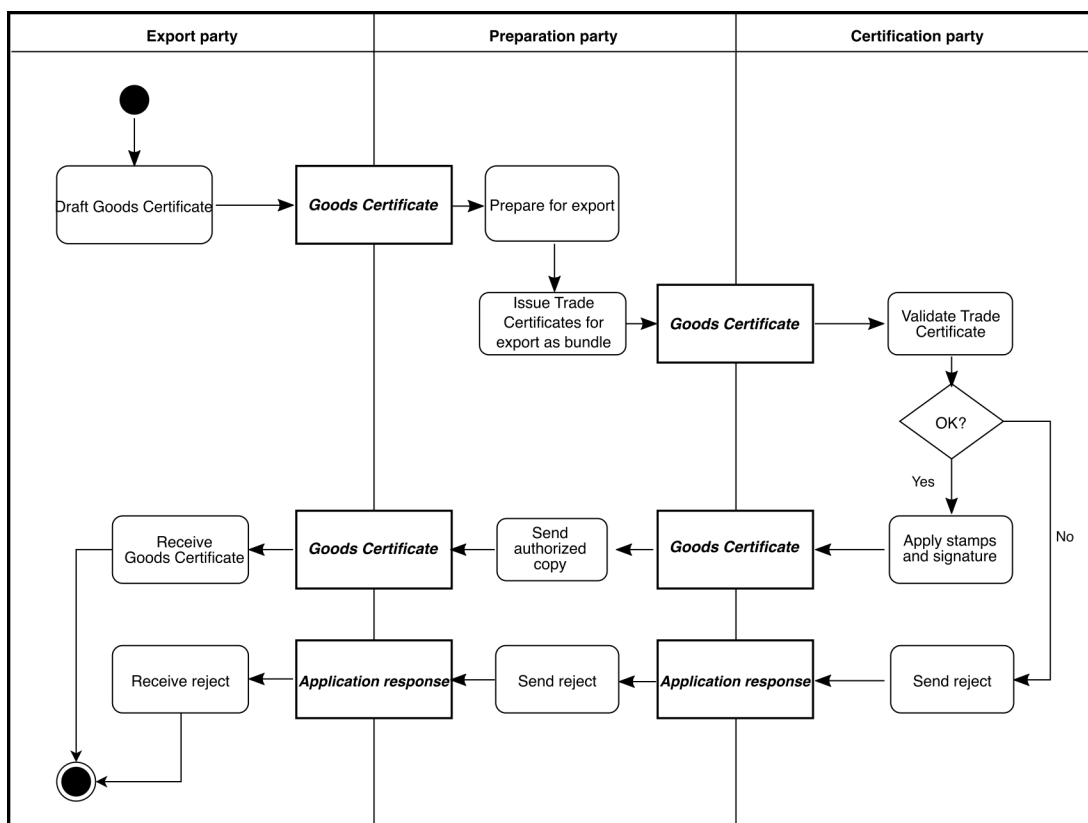 Export party
Preparation party
Certification party
Draft Goods Certificate
Goods Certificate
Prepare for export
Issue Trade
Certificates for
export as bundle
Goods Certificate
Validate Trade
Certificate
OK?
Yes
No
Receive
Goods Certificate
Goods Certificate
Send
authorized
copy
Goods Certificate
Apply stamps
and signature
Receive reject
Application response
Send reject
Application response
Send reject